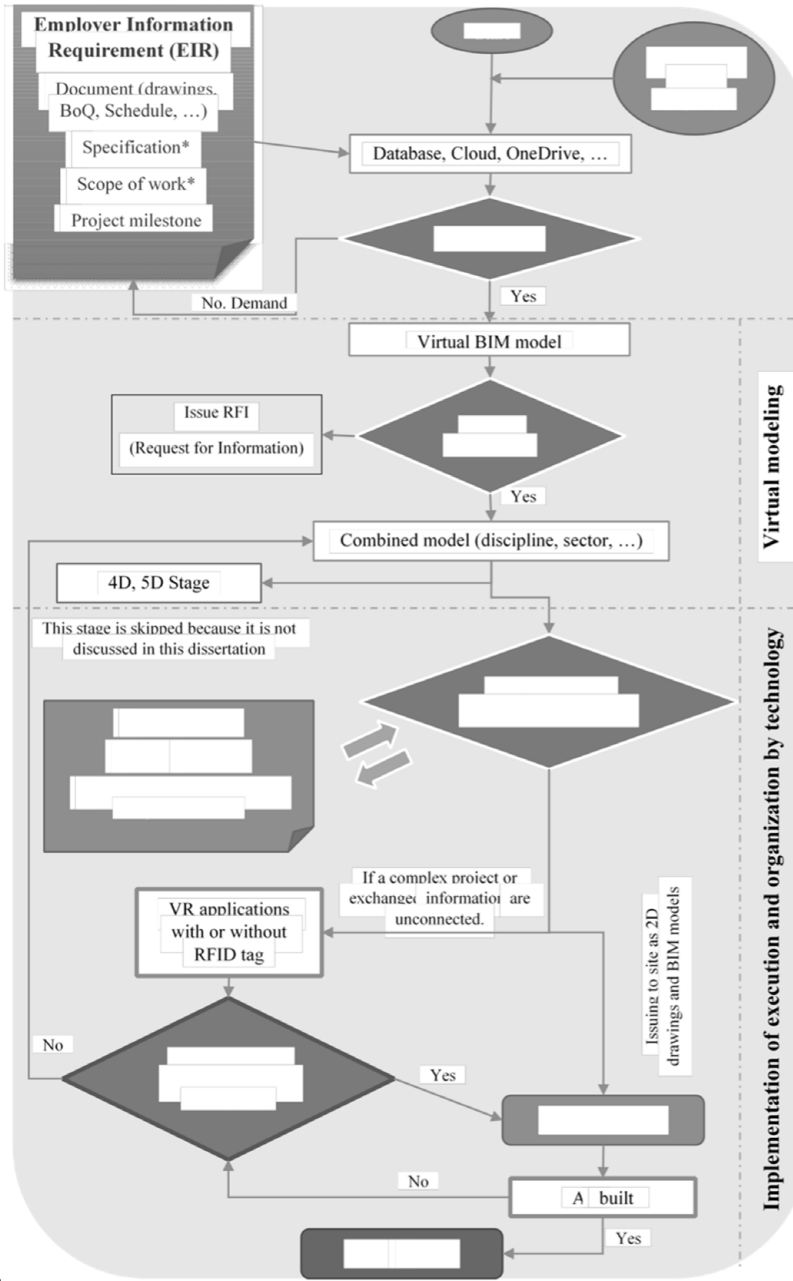 Employer Information
Requirement (EIR)
Document (drawings,
BoQ, Schedule, …)
Specification*
Scope of work*
Project milestone
Database, Cloud, OneDrive, …
No. Demand
Yes
Virtual BIM model
Issue RFI
(Request for Information)
Yes
Combined model (discipline, sector, …)
4D, 5D Stage
This stage is skipped because it is not
discussed in this dissertation
Virtual modeling
If a complex project or
exchanged information are
unconnected.
VR applications
with or without
RFID tag
Issuing to site as 2D
drawings and BIM models
No
Yes
No
A built
Yes
Implementation of execution and organization by technology